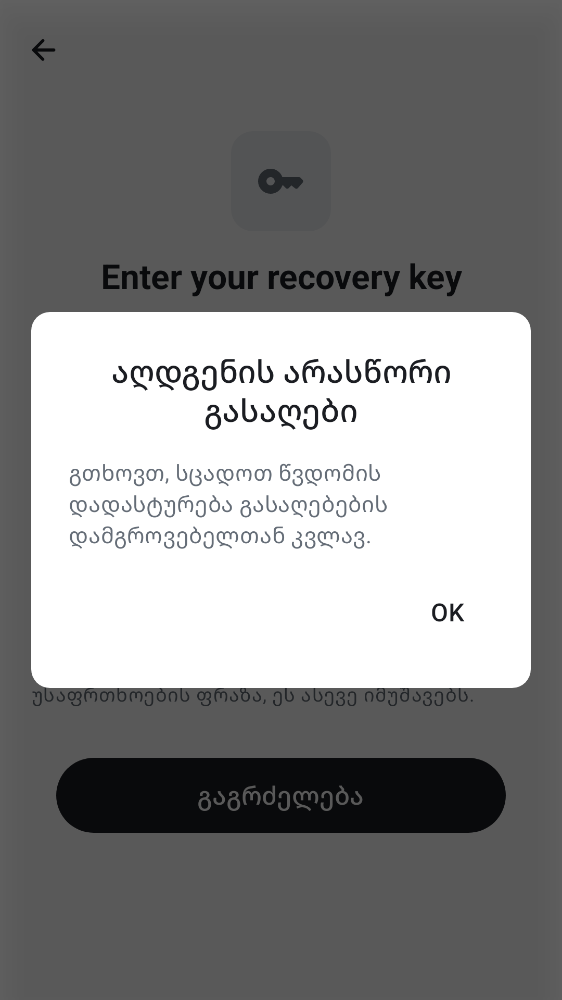 Enter your recovery key
აღდგენის არასწორი
გასაღები
გთხოვთ, სცადოთ წვდომის
დადასტურება გასაღებების
დამგროვებელთან კვლავ.
OK
უსაფრთხოების ფრაზა, ეს ასევე იმუშავებს.
გაგრძელება